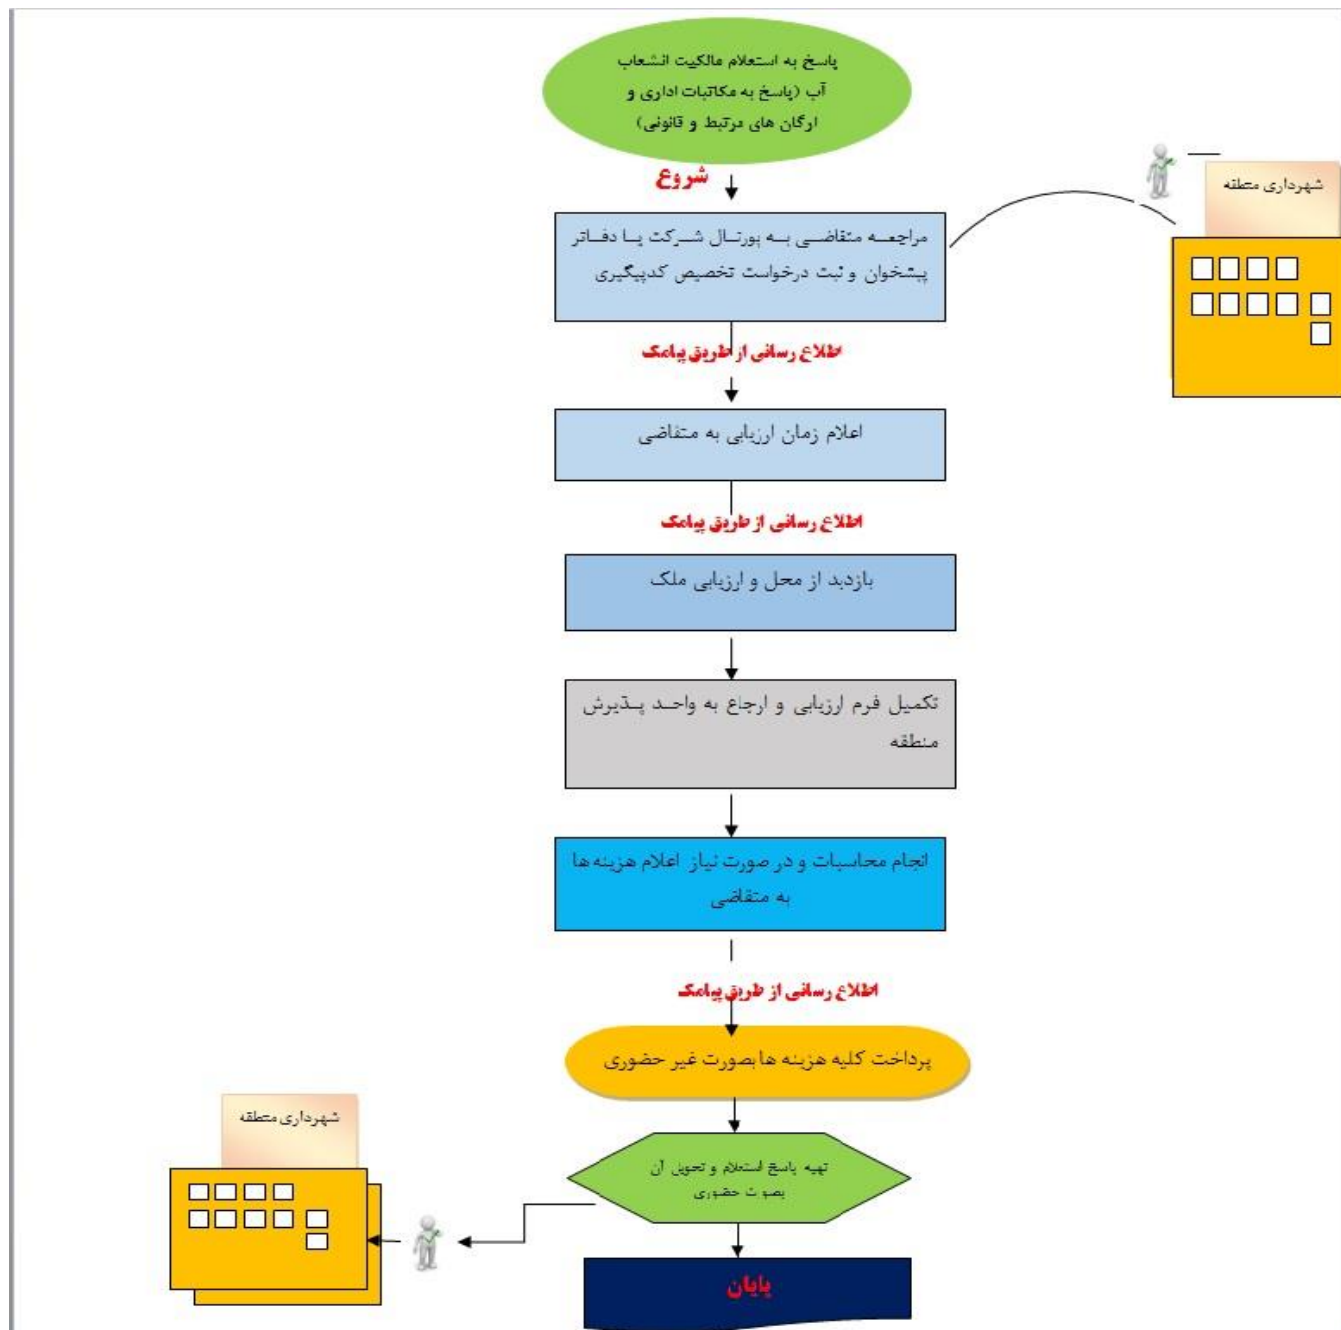 پاسخ به استعلام مالکیت انشعاب
آب (پاسخ به مکاتبات اداری و
ارگان های مرتبط و قانونی)
شروع
شهرداری منطقه
مراجعه متقاضی به پورتال شرکت یا دفاتر
پیشخوان و ثبت درخواست تخصیص کدپیگیری
اطلاع رسانی از طریق پیامک
اعلام زمان ارزیابی به متقاضی
اطلاع رسانی از طریق پیامک
بازدید از محل و ارزیابی ملک
تکمیل فرم ارزیابی و ارجاع به واحد پذیرش
منطقه
انجام محاسبات و در صورت نیاز اعلام هزینه ها
به متقاضی
اطلاع رسانی از طریق پیامک
پرداخت کلیه هزینه ها بصورت غیر حضوری
شهرداری منطقه
تهیه پاسخ استعلام و تحویل آن
بصورت حضوری
پایان